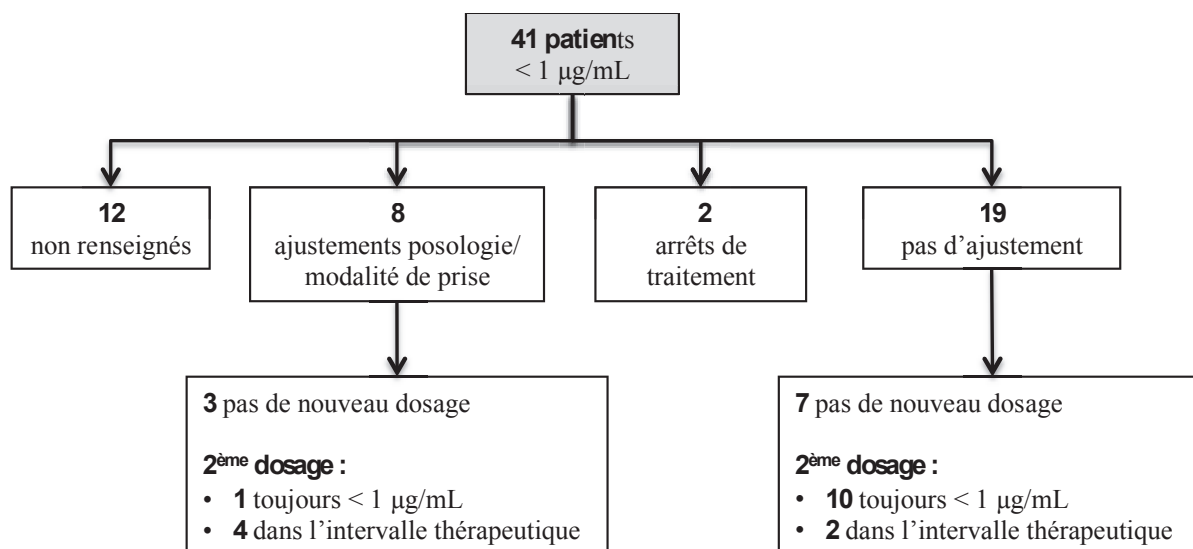 41 patients
< 1 µg/mL
12
non renseignés
8
ajustements posologie/
modalité de prise
2
arrêts de
traitement
19
pas d’ajustement
3 pas de nouveau dosage
2ème dosage :
• 1 toujours < 1 µg/mL
• 4 dans l’intervalle thérapeutique
7 pas de nouveau dosage
2ème dosage :
• 10 toujours < 1 µg/mL
• 2 dans l’intervalle thérapeutique